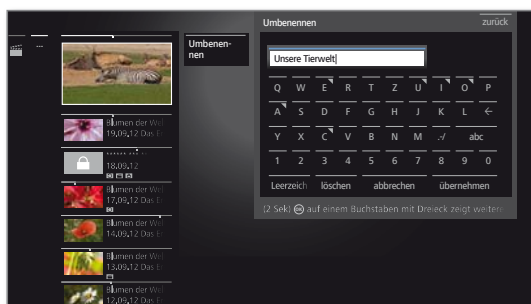 Umbenennen
zurück
...
Umbenen-
nen
Unsere Tierwelt
Q W E R T Z U I O P
A S D F G H J K L ←
Y X C V B N M .-/ abc
1 2 3 4 5 6 7 8 9 0
Leerzeich löschen abbrechen übernehmen
(2 Sek) OK auf einem Buchstaben mit Dreieck zeigt weitere
Blumen der Wel
19.09.12 Das E
****** *** **
18.09.12
Blumen der Wel
17.09.12 Das E
Blumen der Wel
14.09.12 Das E
Blumen der Wel
13.09.12 Das E
Blumen der Wel
12.09.12 Das E